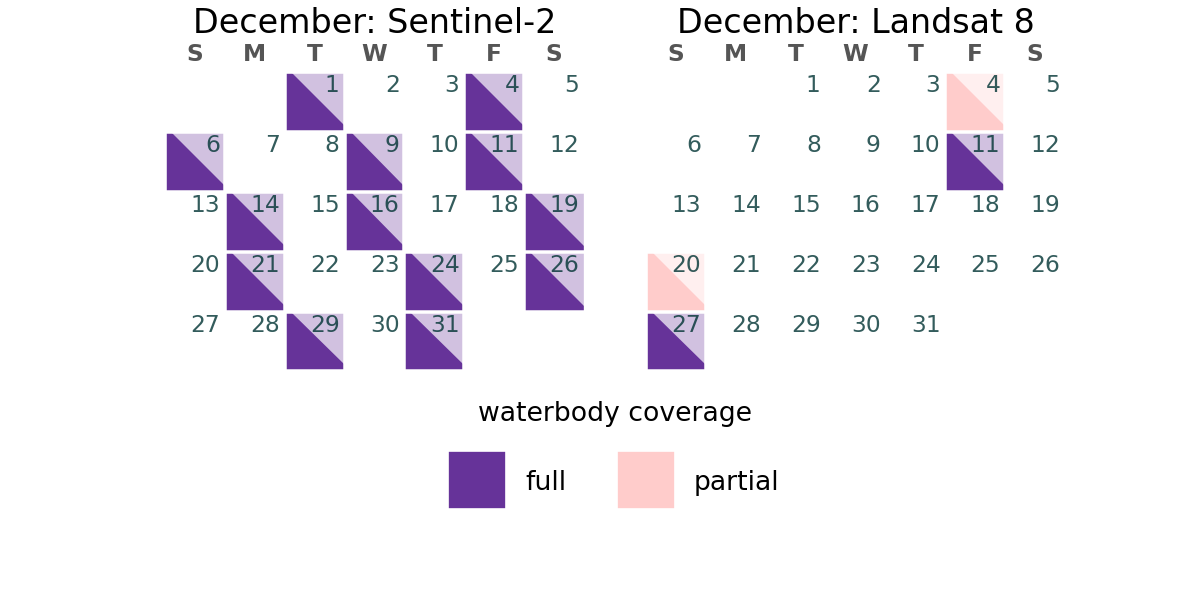 December: Sentinel-2
S M T W T F S
1 2 3 4 5
6 7 8 9 10 11 12
13 14 15 16 17 18 19
20 21 22 23 24 25 26
27 28 29 30 31
December: Landsat 8
S M T W T F S
1 2 3 4 5
6 7 8 9 10 11 12
13 14 15 16 17 18 19
20 21 22 23 24 25 26
27 28 29 30 31
waterbody coverage
full
partial